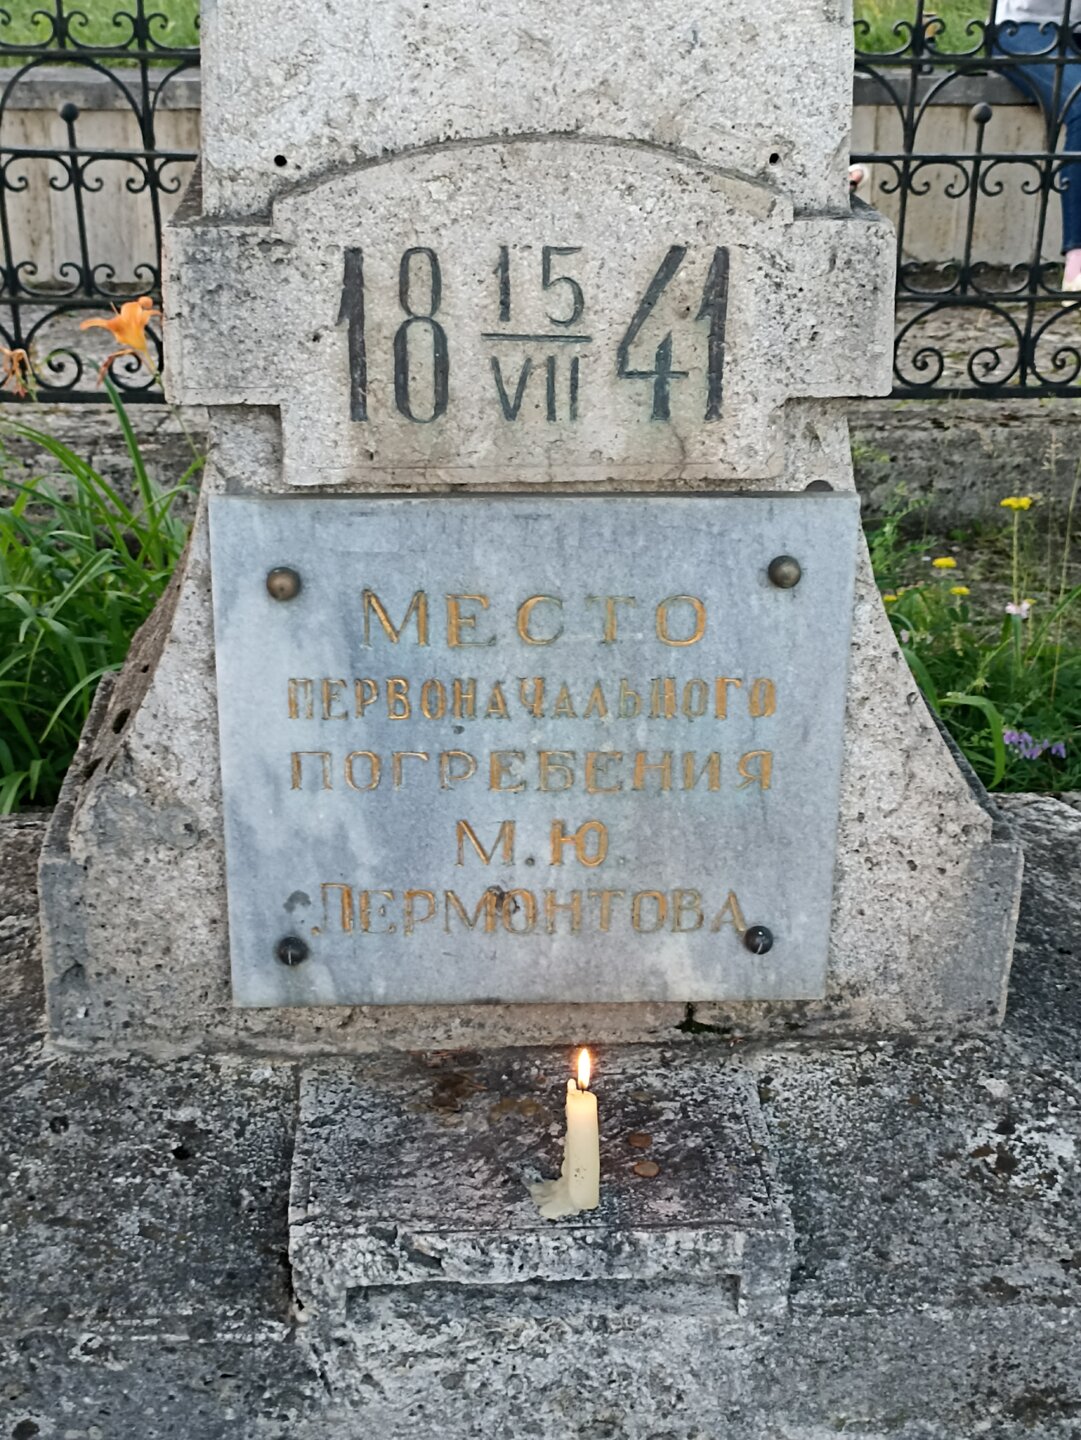 18 15/VII 41
МЕСТО
ПЕРВОНАЧАЛЬНОГО
ПОГРЕБЕНИЯ
М.Ю.
ЛЕРМОНТОВА